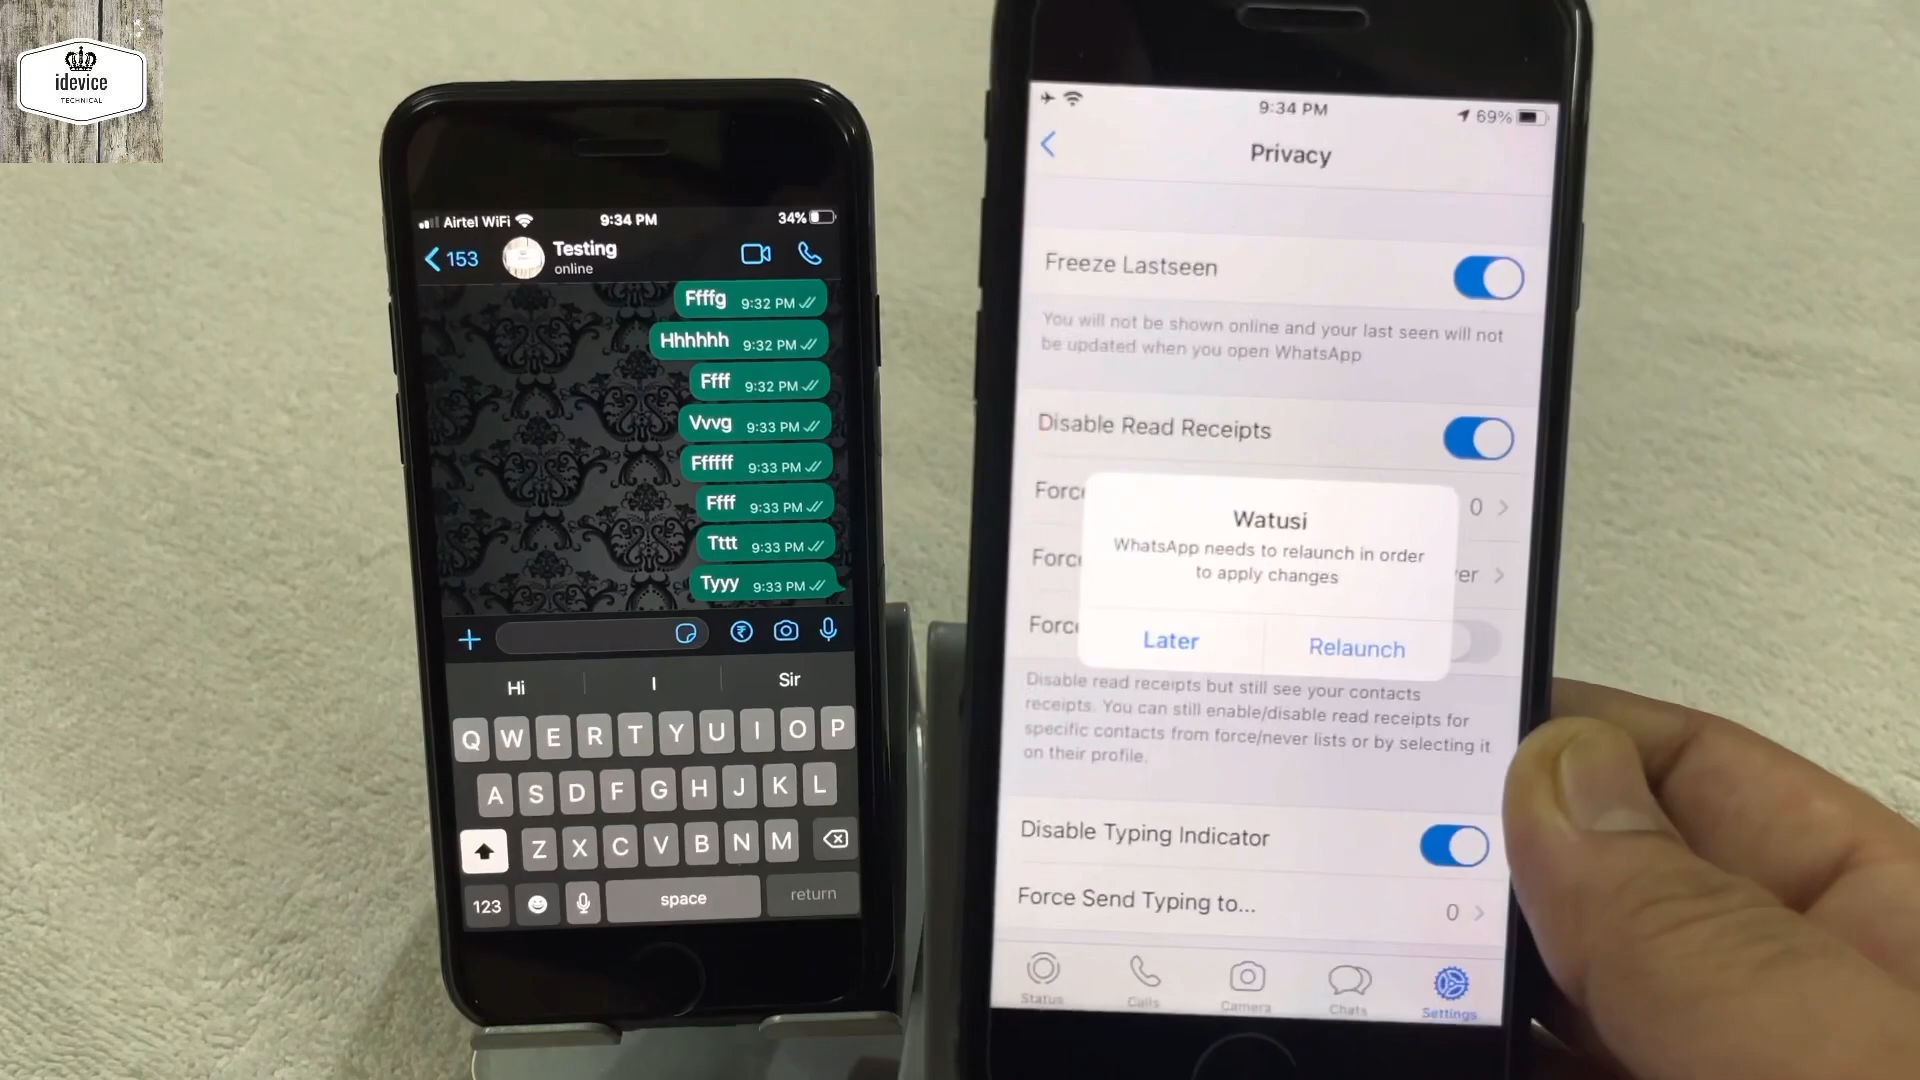 idevice
TECHNICAL
Airtel WiFi 9:34 PM 34%
153 Testing
online
Ffffg 9:32 PM
Hhhhhh 9:32 PM
Ffff 9:32 PM
Vvvg 9:33 PM
Ffffff 9:33 PM
Ffff 9:33 PM
Tttt 9:33 PM
Tyyy 9:33 PM
Hi I Sir
Q W E R T Y U I O P
A S D F G H J K L
Z X C V B N M
123 space return
9:34 PM 69%
Privacy
Freeze Lastseen
You will not be shown online and your last seen will not
be updated when you open WhatsApp
Disable Read Receipts
0
Watusi
WhatsApp needs to relaunch in order
to apply changes
Later Relaunch
Disable read receipts but still see your contacts
receipts. You can still enable/disable read receipts for
specific contacts from force/never lists or by selecting it
on their profile.
Disable Typing Indicator
Force Send Typing to... 0
Status Calls Camera Chats Settings